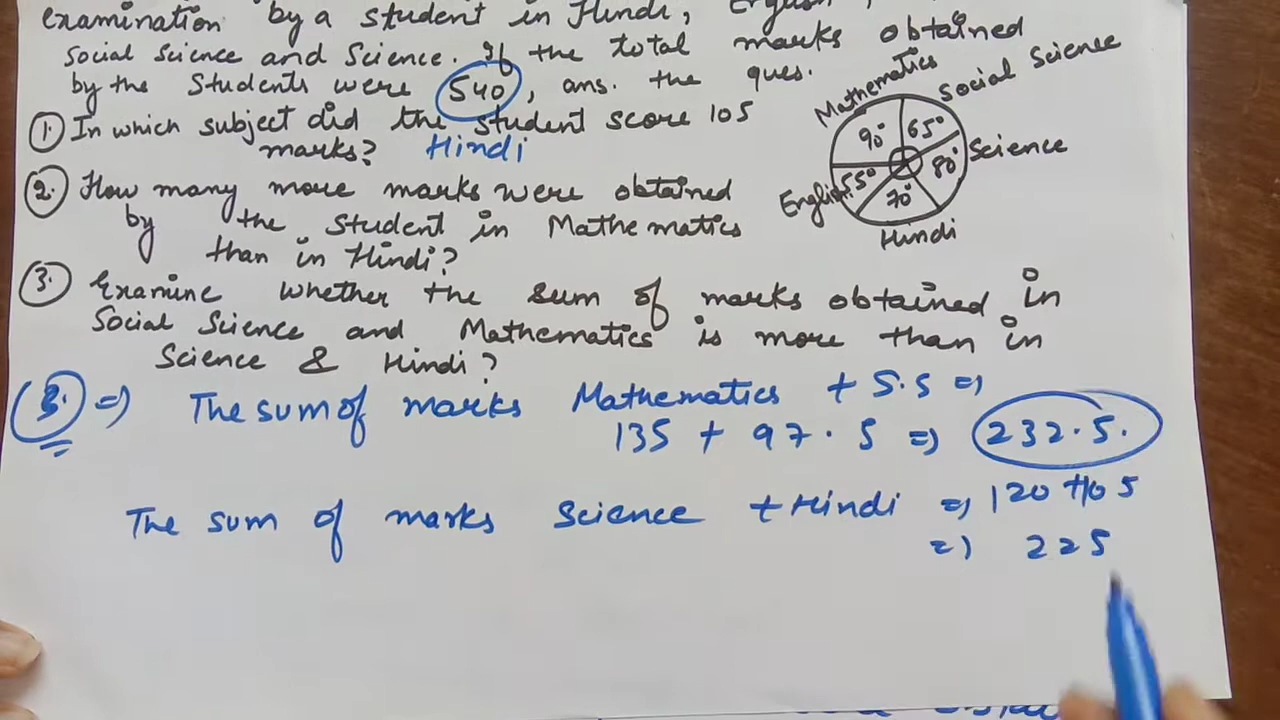 examination by a student in Hindi, English,
Social Science and Science. If the total marks obtained
by the students were 540, ans. the ques.
1. In which subject did the student score 105
marks? Hindi
2. How many more marks were obtained
by the student in Mathematics
than in Hindi?
3. Examine whether the sum of marks obtained in
Social Science and Mathematics is more than in
Science & Hindi?
Mathematics
Social Science
90°
65°
Science
80°
English
55°
70°
Hindi
3. => The sum of marks Mathematics + S.S =>
135 + 97.5 => 232.5.
The sum of marks Science + Hindi => 120 + 105
=> 225